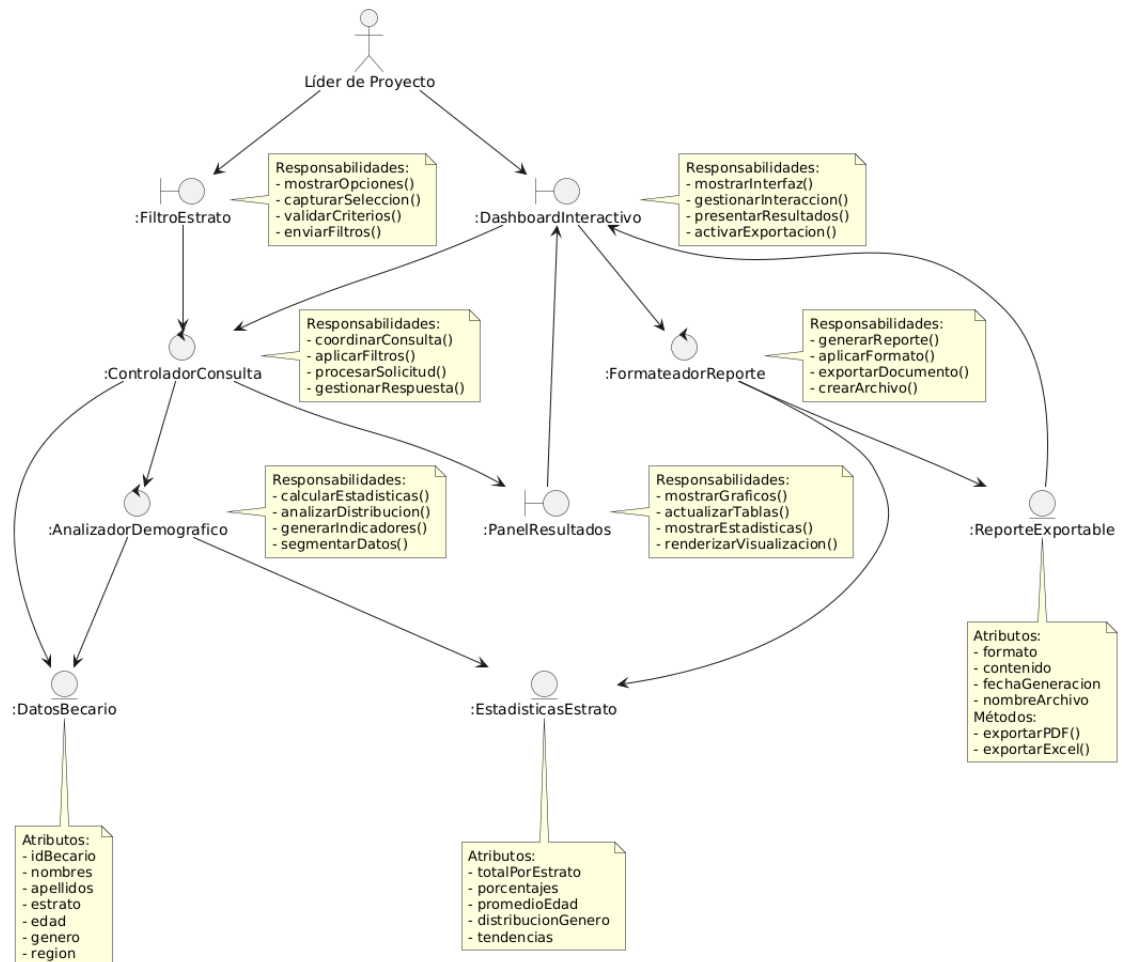 Líder de Proyecto
Responsabilidades:
- mostrarOpciones()
- capturarSeleccion()
- validarCriterios()
- enviarFiltros()
:FiltroEstrato
Responsabilidades:
- mostrarInterfaz()
- gestionarInteraccion()
- presentarResultados()
- activarExportacion()
:DashboardInteractivo
Responsabilidades:
- coordinarConsulta()
- aplicarFiltros()
- procesarSolicitud()
- gestionarRespuesta()
:ControladorConsulta
Responsabilidades:
- generarReporte()
- aplicarFormato()
- exportarDocumento()
- crearArchivo()
:FormateadorReporte
Responsabilidades:
- calcularEstadisticas()
- analizarDistribucion()
- generarIndicadores()
- segmentarDatos()
:AnalizadorDemografico
Responsabilidades:
- mostrarGraficos()
- actualizarTablas()
- mostrarEstadisticas()
- renderizarVisualizacion()
:PanelResultados
:ReporteExportable
Atributos:
- formato
- contenido
- fechaGeneracion
- nombreArchivo
Métodos:
- exportarPDF()
- exportarExcel()
:DatosBecario
:EstadisticasEstrato
Atributos:
- idBecario
- nombres
- apellidos
- estrato
- edad
- genero
- region
Atributos:
- totalPorEstrato
- porcentajes
- promedioEdad
- distribucionGenero
- tendencias